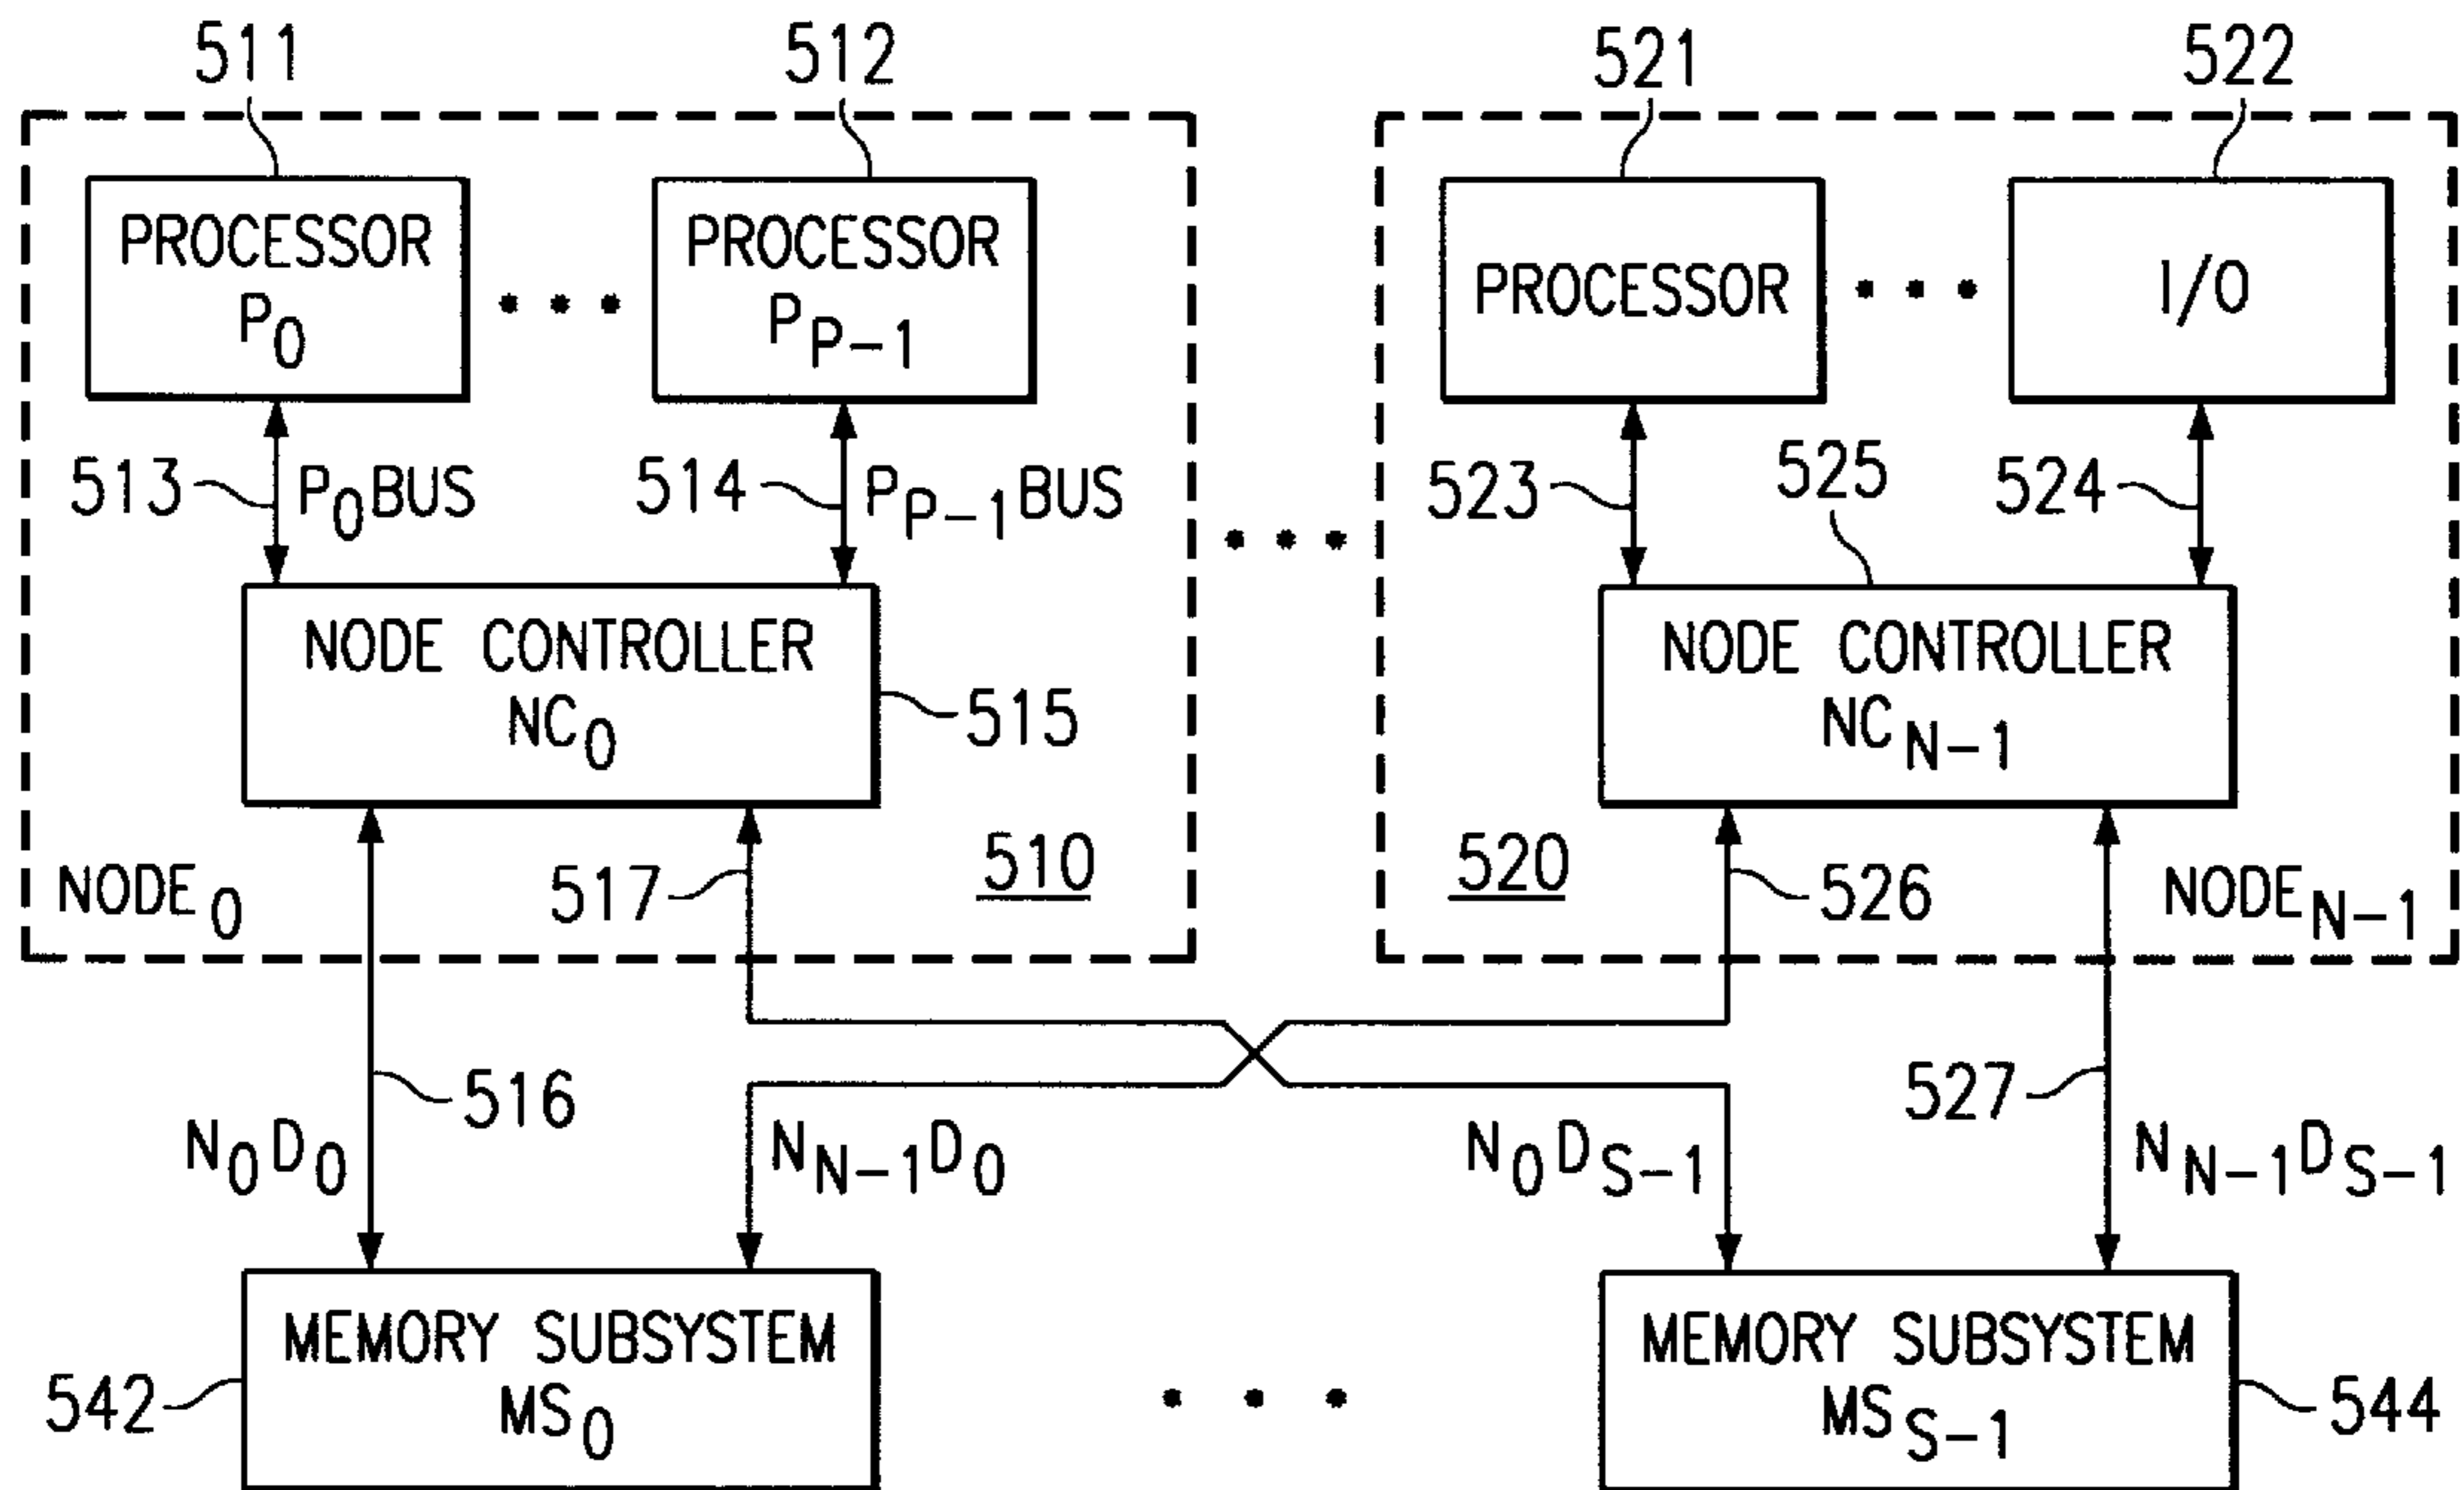 511
512
521
522
PROCESSOR
P0
PROCESSOR
PP-1
PROCESSOR
I/O
513
P0BUS
514
PP-1BUS
523
525
524
NODE CONTROLLER
NC0
515
NODE CONTROLLER
NCN-1
NODE0
517
510
520
526
NODEN-1
516
527
N0D0
NN-1D0
N0DS-1
NN-1DS-1
MEMORY SUBSYSTEM
MS0
542
MEMORY SUBSYSTEM
MSS-1
544